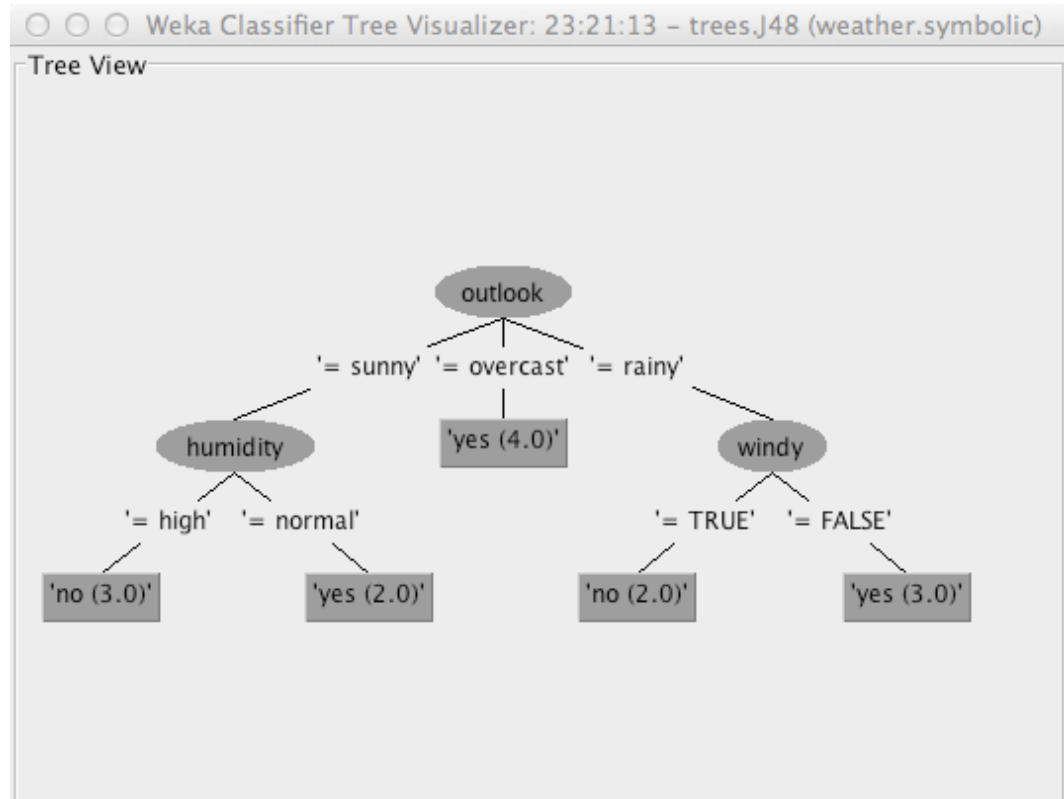 Weka Classifier Tree Visualizer: 23:21:13 – trees.J48 (weather.symbolic)
Tree View
outlook
'= sunny' '= overcast' '= rainy'
humidity 'yes (4.0)' windy
'= high' '= normal' '= TRUE' '= FALSE'
'no (3.0)' 'yes (2.0)' 'no (2.0)' 'yes (3.0)'